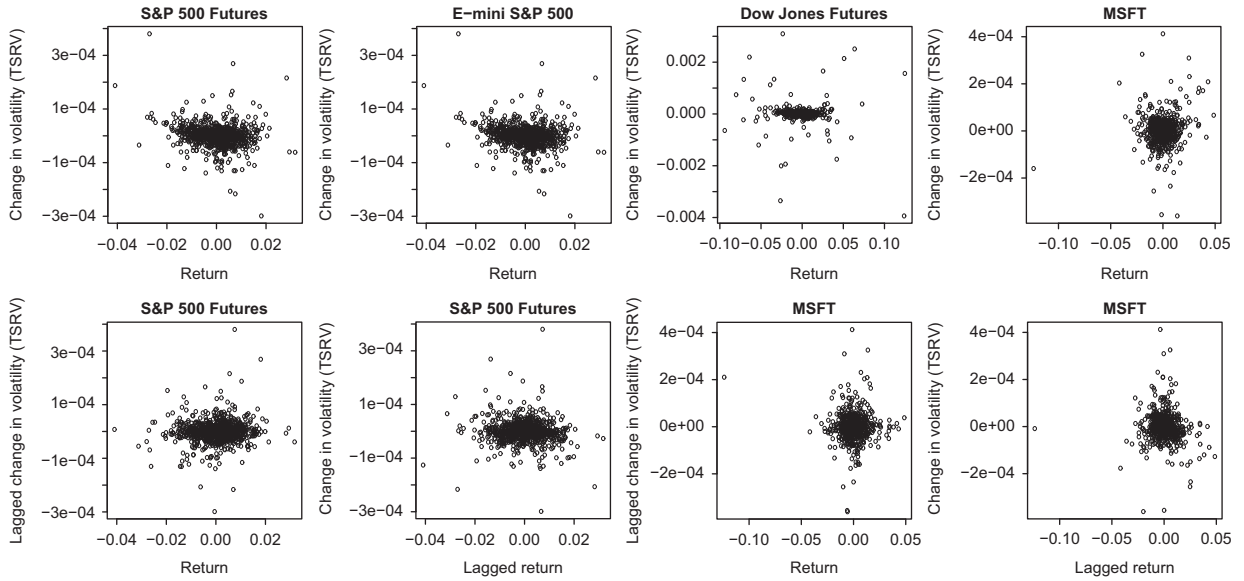 S&P 500 Futures
Change in volatility (TSRV)
3e−04
1e−04
−1e−04
−3e−04
−0.04 −0.02 0.00 0.02
Return
E−mini S&P 500
Change in volatility (TSRV)
3e−04
1e−04
−1e−04
−3e−04
−0.04 −0.02 0.00 0.02
Return
Dow Jones Futures
Change in volatility (TSRV)
0.002
0.000
−0.002
−0.004
−0.10 −0.05 0.00 0.05 0.10
Return
MSFT
Change in volatility (TSRV)
4e−04
2e−04
0e+00
−2e−04
−0.10 −0.05 0.00 0.05
Return
S&P 500 Futures
Lagged change in volatility (TSRV)
3e−04
1e−04
−1e−04
−3e−04
−0.04 −0.02 0.00 0.02
Return
S&P 500 Futures
Change in volatility (TSRV)
3e−04
1e−04
−1e−04
−3e−04
−0.04 −0.02 0.00 0.02
Lagged return
MSFT
Lagged change in volatility (TSRV)
4e−04
2e−04
0e+00
−2e−04
−0.10 −0.05 0.00 0.05
Return
MSFT
Change in volatility (TSRV)
4e−04
2e−04
0e+00
−2e−04
−0.10 −0.05 0.00 0.05
Lagged return